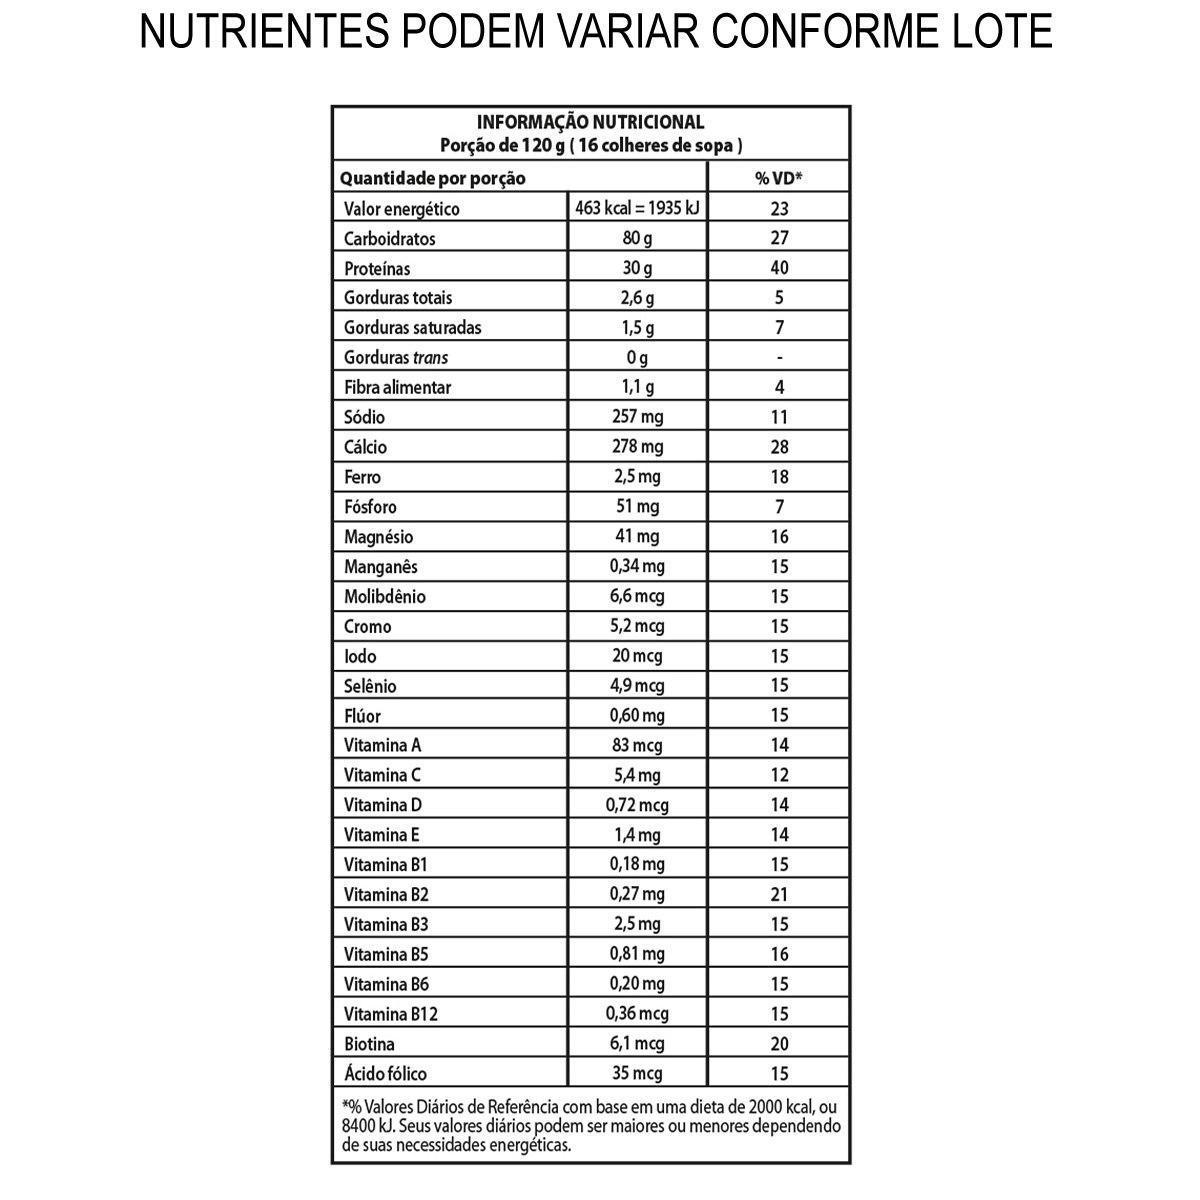 NUTRIENTES PODEM VARIAR CONFORME LOTE
INFORMAÇÃO NUTRICIONAL
Porção de 120 g ( 16 colheres de sopa )
Quantidade por porção % VD*
Valor energético 463 kcal = 1935 kJ 23
Carboidratos 80 g 27
Proteínas 30 g 40
Gorduras totais 2,6 g 5
Gorduras saturadas 1,5 g 7
Gorduras trans 0 g -
Fibra alimentar 1,1 g 4
Sódio 257 mg 11
Cálcio 278 mg 28
Ferro 2,5 mg 18
Fósforo 51 mg 7
Magnésio 41 mg 16
Manganês 0,34 mg 15
Molibdênio 6,6 mcg 15
Cromo 5,2 mcg 15
Iodo 20 mcg 15
Selênio 4,9 mcg 15
Flúor 0,60 mg 15
Vitamina A 83 mcg 14
Vitamina C 5,4 mg 12
Vitamina D 0,72 mcg 14
Vitamina E 1,4 mg 14
Vitamina B1 0,18 mg 15
Vitamina B2 0,27 mg 21
Vitamina B3 2,5 mg 15
Vitamina B5 0,81 mg 16
Vitamina B6 0,20 mg 15
Vitamina B12 0,36 mcg 15
Biotina 6,1 mcg 20
Ácido fólico 35 mcg 15
*% Valores Diários de Referência com base em uma dieta de 2000 kcal, ou
8400 kJ. Seus valores diários podem ser maiores ou menores dependendo
de suas necessidades energéticas.